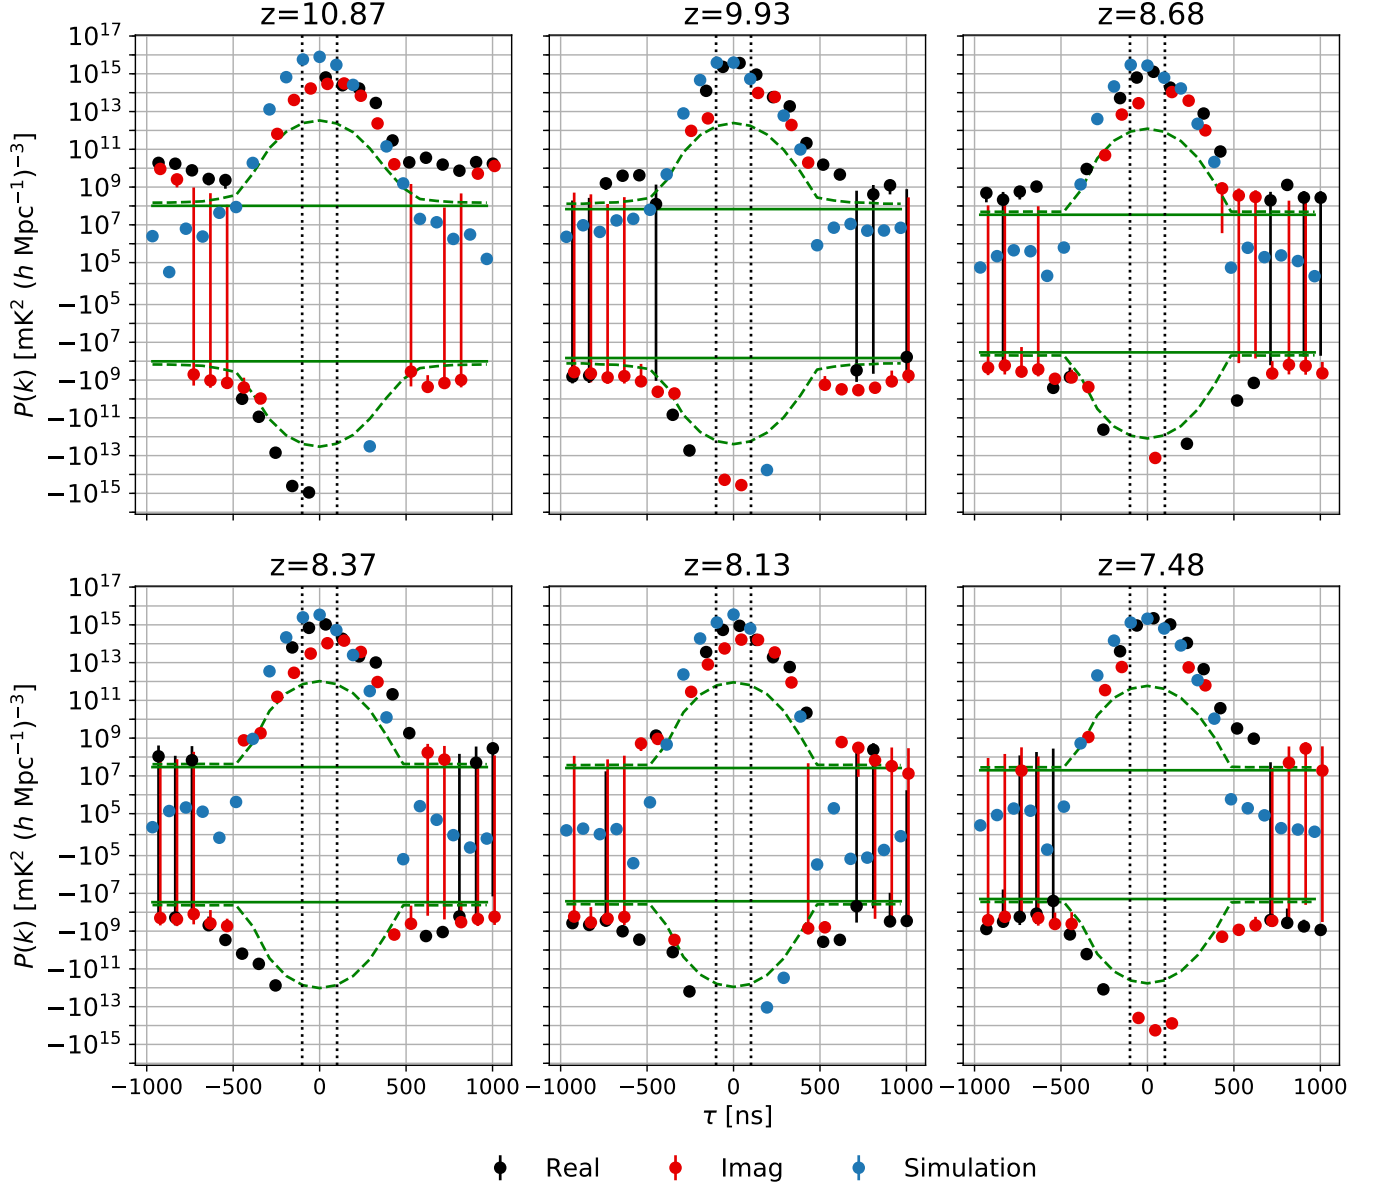 z=10.87
z=9.93
z=8.68
10^17
10^15
10^13
10^11
10^9
10^7
10^5
−10^5
−10^7
−10^9
−10^11
−10^13
−10^15
P(k) [mK^2 (h Mpc^−1)^−3]
z=8.37
z=8.13
z=7.48
10^17
10^15
10^13
10^11
10^9
10^7
10^5
−10^5
−10^7
−10^9
−10^11
−10^13
−10^15
P(k) [mK^2 (h Mpc^−1)^−3]
−1000 −500 0 500 1000 −1000 −500 0 500 1000 −1000 −500 0 500 1000
τ [ns]
Real Imag Simulation